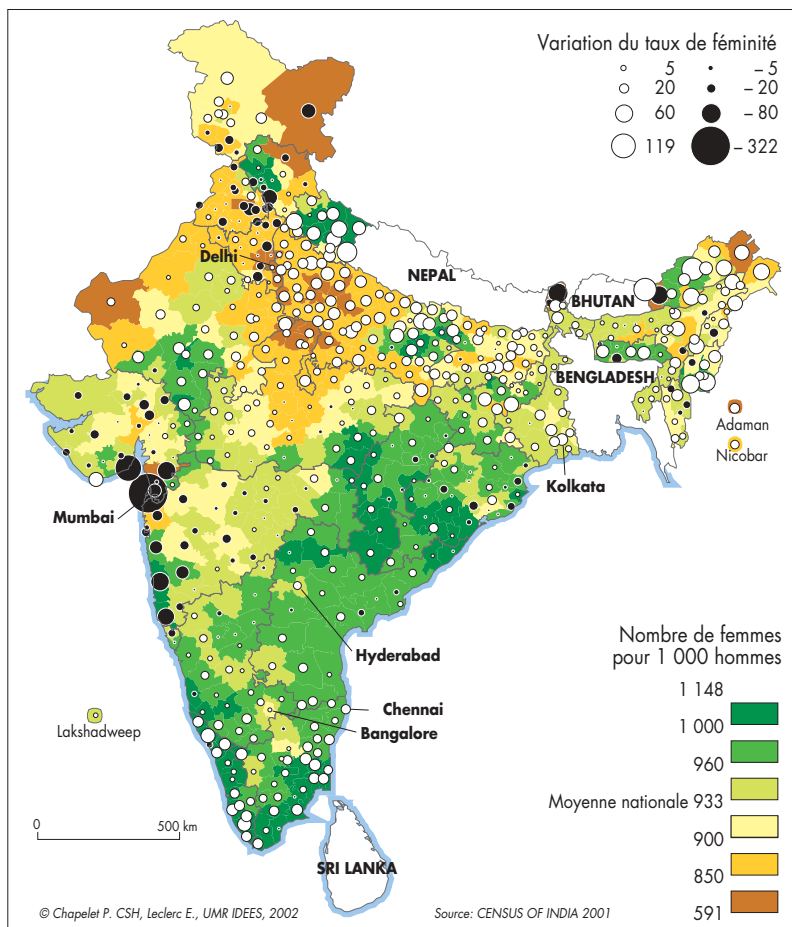 Variation du taux de féminité
5 – 5
20 – 20
60 – 80
119 – 322
Delhi
NEPAL
BHUTAN
BENGLADESH
Adaman
Nicobar
Kolkata
Mumbai
Hyderabad
Nombre de femmes
pour 1 000 hommes
1 148
Chennai
1 000
Lakshadweep
Bangalore
960
Moyenne nationale 933
0 500 km
900
850
SRI LANKA
591
© Chapelet P. CSH, Leclerc E., UMR IDEES, 2002 Source: CENSUS OF INDIA 2001